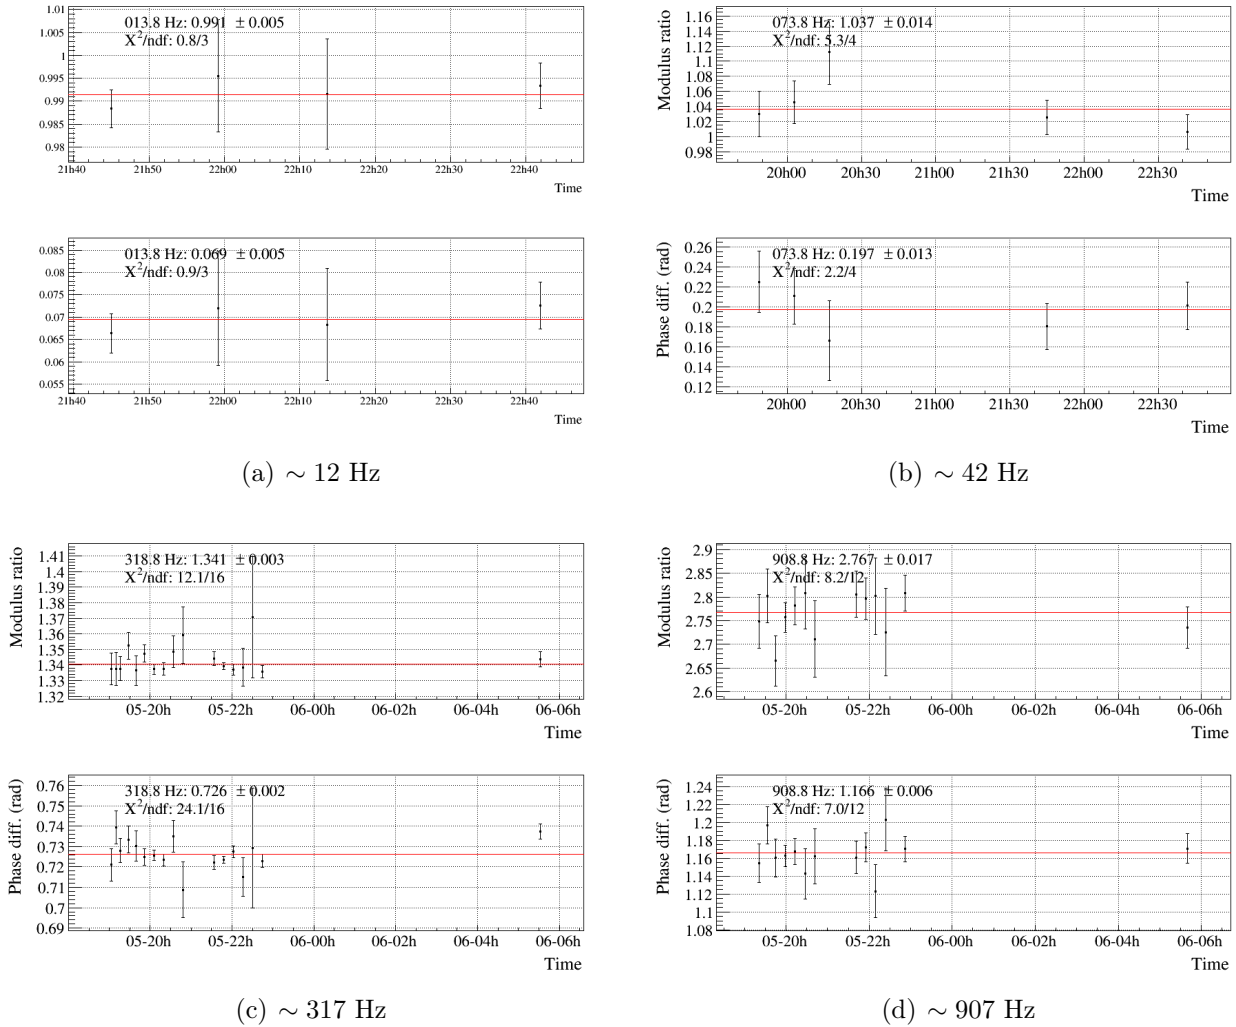 013.8 Hz: 0.991 ± 0.005
X²/ndf: 0.8/3
1.01
1.005
1
0.995
0.99
0.985
0.98
21h40 21h50 22h00 22h10 22h20 22h30 22h40
Time
013.8 Hz: 0.069 ± 0.005
X²/ndf: 0.9/3
0.085
0.08
0.075
0.07
0.065
0.06
0.055
21h40 21h50 22h00 22h10 22h20 22h30 22h40
Time
(a) ∼ 12 Hz
Modulus ratio
073.8 Hz: 1.037 ± 0.014
X²/ndf: 5.3/4
1.16
1.14
1.12
1.1
1.08
1.06
1.04
1.02
1
0.98
20h00 20h30 21h00 21h30 22h00 22h30
Time
Phase diff. (rad)
073.8 Hz: 0.197 ± 0.013
X²/ndf: 2.2/4
0.26
0.24
0.22
0.2
0.18
0.16
0.14
0.12
20h00 20h30 21h00 21h30 22h00 22h30
Time
(b) ∼ 42 Hz
Modulus ratio
318.8 Hz: 1.341 ± 0.003
X²/ndf: 12.1/16
1.41
1.4
1.39
1.38
1.37
1.36
1.35
1.34
1.33
1.32
05-20h 05-22h 06-00h 06-02h 06-04h 06-06h
Time
Phase diff. (rad)
318.8 Hz: 0.726 ± 0.002
X²/ndf: 24.1/16
0.76
0.75
0.74
0.73
0.72
0.71
0.7
0.69
05-20h 05-22h 06-00h 06-02h 06-04h 06-06h
Time
(c) ∼ 317 Hz
Modulus ratio
908.8 Hz: 2.767 ± 0.017
X²/ndf: 8.2/12
2.9
2.85
2.8
2.75
2.7
2.65
2.6
05-20h 05-22h 06-00h 06-02h 06-04h 06-06h
Time
Phase diff. (rad)
908.8 Hz: 1.166 ± 0.006
X²/ndf: 7.0/12
1.24
1.22
1.2
1.18
1.16
1.14
1.12
1.1
1.08
05-20h 05-22h 06-00h 06-02h 06-04h 06-06h
Time
(d) ∼ 907 Hz